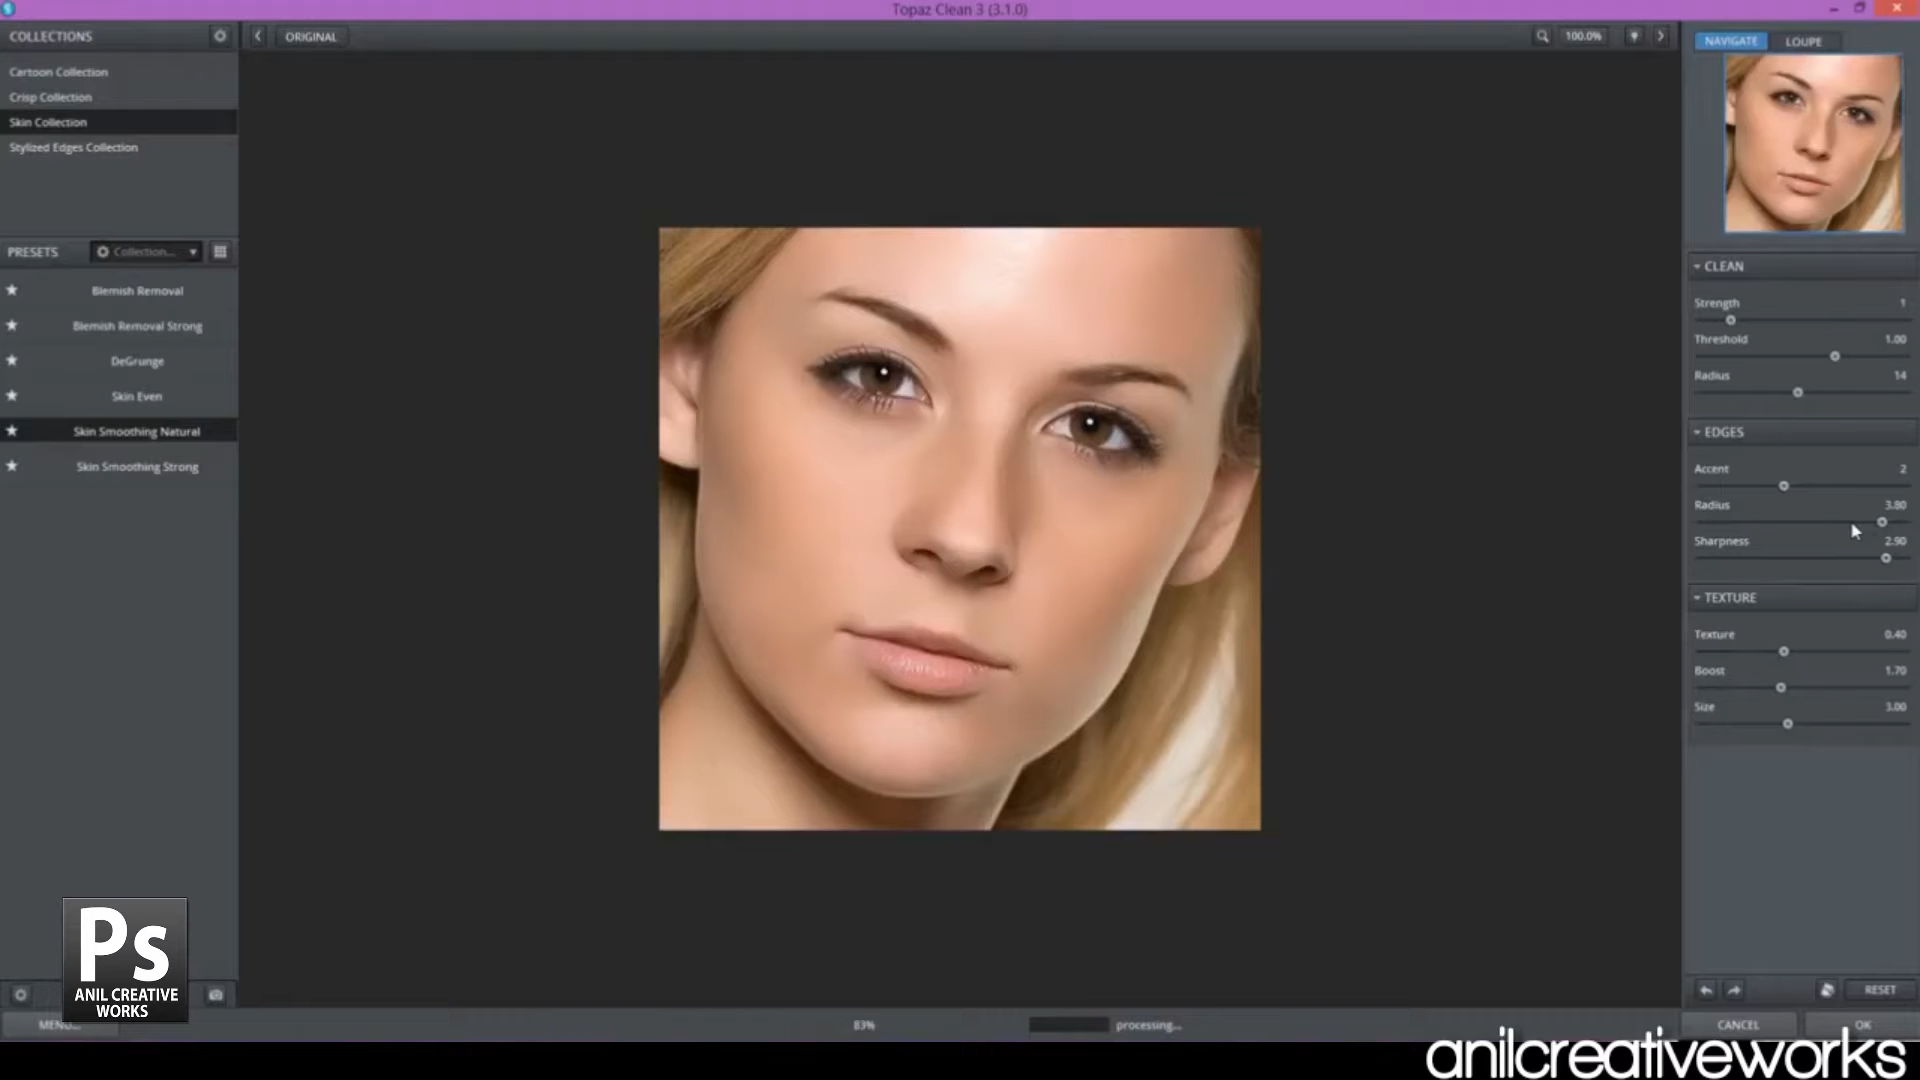 Topaz Clean 3 (3.1.0)
COLLECTIONS
Cartoon Collection
Crisp Collection
Skin Collection
Stylized Edges Collection
PRESETS
Collection...
Blemish Removal
Blemish Removal Strong
DeGrunge
Skin Even
Skin Smoothing Natural
Skin Smoothing Strong
ORIGINAL
100.0%
NAVIGATE
LOUPE
CLEAN
Strength 1
Threshold 1.00
Radius 14
EDGES
Accent 2
Radius 3.80
Sharpness 2.90
TEXTURE
Texture 0.40
Boost 1.70
Size 3.00
RESET
Ps
ANIL CREATIVE
WORKS
MENU...
83%
processing...
CANCEL
OK
anilcreativeworks